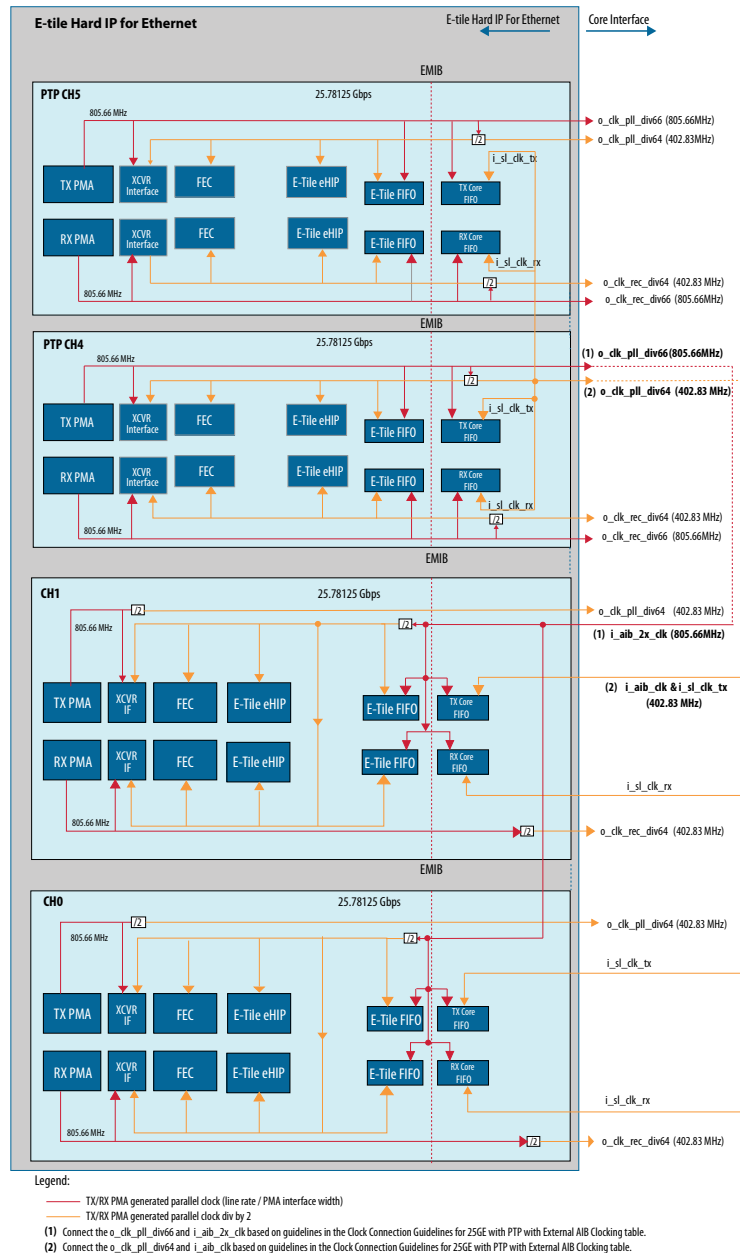 E-tile Hard IP for Ethernet
E-tile Hard IP For Ethernet
Core Interface
EMIB
PTP CH5
25.78125 Gbps
805.66 MHz
o_clk_pll_div66 (805.66MHz)
/2
o_clk_pll_div64 (402.83MHz)
i_sl_clk_tx
TX PMA
XCVR
Interface
FEC
E-Tile eHIP
E-Tile FIFO
TX Core
FIFO
RX PMA
XCVR
Interface
FEC
E-Tile eHIP
E-Tile FIFO
RX Core
FIFO
i_sl_clk_rx
/2
o_clk_rec_div64 (402.83 MHz)
805.66 MHz
o_clk_rec_div66 (805.66MHz)
EMIB
PTP CH4
25.78125 Gbps
(1) o_clk_pll_div66(805.66MHz)
805.66 MHz
/2
(2) o_clk_pll_div64 (402.83 MHz)
i_sl_clk_tx
TX PMA
XCVR
Interface
FEC
E-Tile eHIP
E-Tile FIFO
TX Core
FIFO
RX PMA
XCVR
Interface
FEC
E-Tile eHIP
E-Tile FIFO
RX Core
FIFO
i_sl_clk_rx
/2
o_clk_rec_div64 (402.83 MHz)
805.66 MHz
o_clk_rec_div66 (805.66MHz)
EMIB
CH1
25.78125 Gbps
/2
o_clk_pll_div64 (402.83 MHz)
805.66 MHz
/2
(1) i_aib_2x_clk (805.66MHz)
(2) i_aib_clk & i_sl_clk_tx
(402.83 MHz)
TX PMA
XCVR
IF
FEC
E-Tile eHIP
E-Tile FIFO
TX Core
FIFO
RX PMA
XCVR
IF
FEC
E-Tile eHIP
E-Tile FIFO
RX Core
FIFO
i_sl_clk_rx
805.66 MHz
/2
o_clk_rec_div64 (402.83 MHz)
EMIB
CH0
25.78125 Gbps
/2
o_clk_pll_div64 (402.83 MHz)
805.66 MHz
/2
i_sl_clk_tx
TX PMA
XCVR
IF
FEC
E-Tile eHIP
E-Tile FIFO
TX Core
FIFO
RX PMA
XCVR
IF
FEC
E-Tile eHIP
E-Tile FIFO
RX Core
FIFO
i_sl_clk_rx
805.66 MHz
/2
o_clk_rec_div64 (402.83 MHz)
Legend:
TX/RX PMA generated parallel clock (line rate / PMA interface width)
TX/RX PMA generated parallel clock div by 2
(1) Connect the o_clk_pll_div66 and i_aib_2x_clk based on guidelines in the Clock Connection Guidelines for 25GE with PTP with External AIB Clocking table.
(2) Connect the o_clk_pll_div64 and i_aib_clk based on guidelines in the Clock Connection Guidelines for 25GE with PTP with External AIB Clocking table.